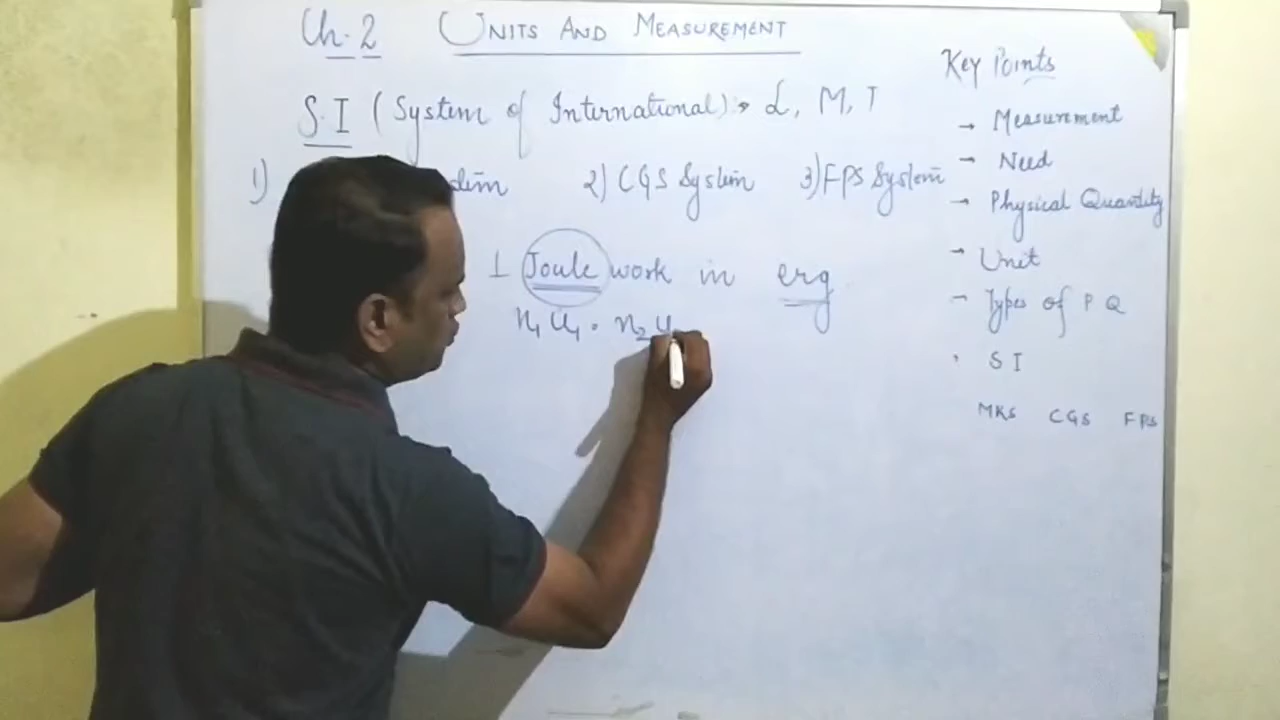 Ch. 2 UNITS AND MEASUREMENT
S.I (System of International) → L, M, T
1) 2) CGS System 3) FPS System
1 Joule work in erg
n₁ U₁ = n₂ U
Key Points
→ Measurement
→ Need
→ Physical Quantity
→ Unit
- Types of P Q
S I
MKS CGS FPS